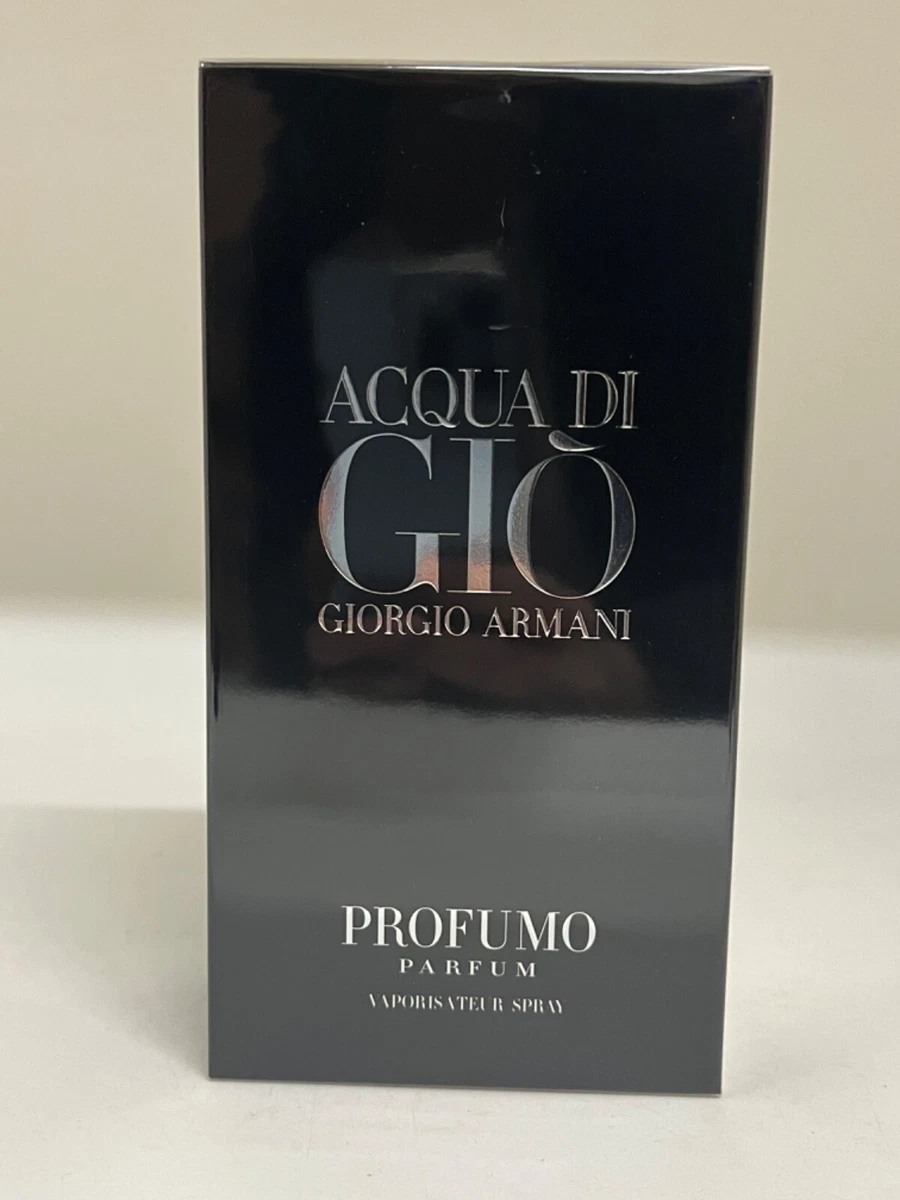 ACQUA DI
GIÒ
GIORGIO ARMANI
PROFUMO
PARFUM
VAPORISATEUR SPRAY